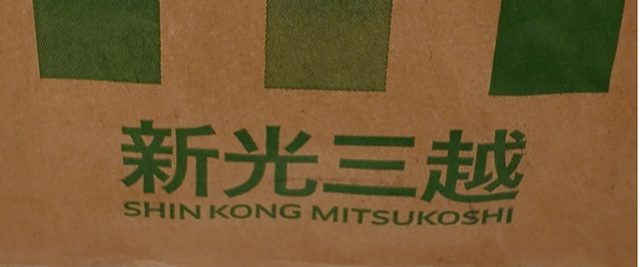 新光三越
SHIN KONG MITSUKOSHI